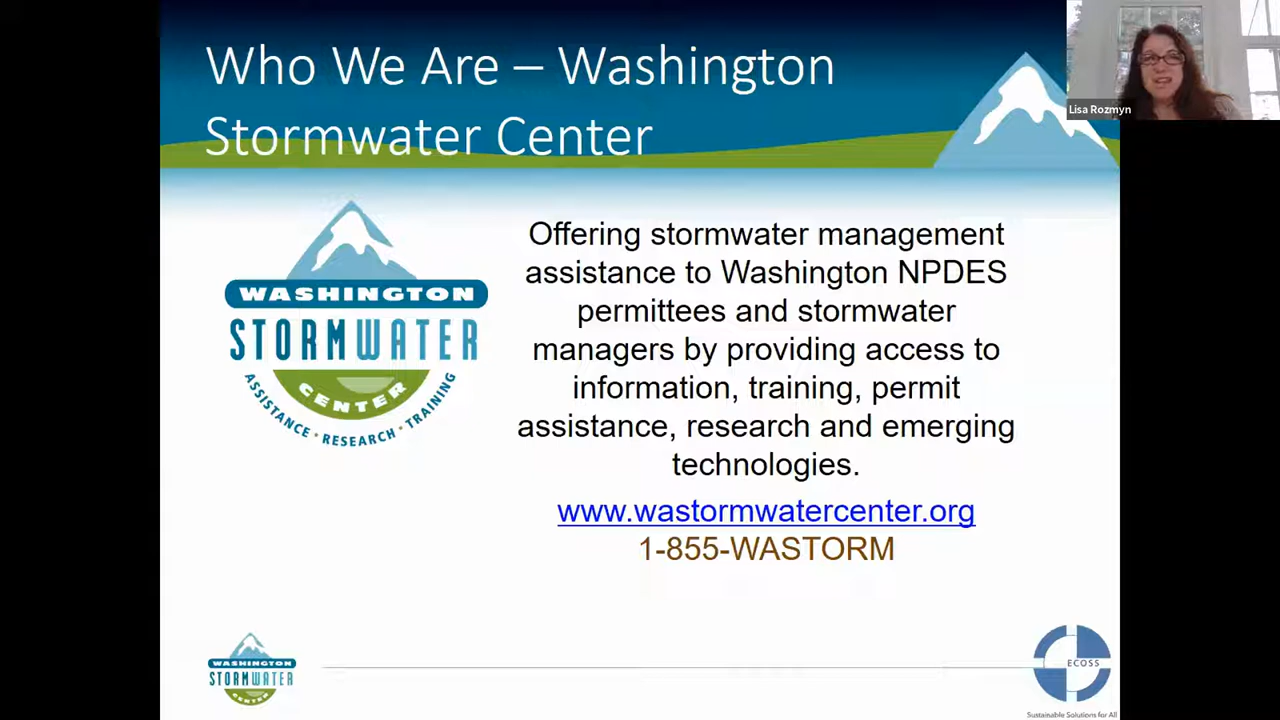 Who We Are – Washington
Stormwater Center
Lisa Rozmyn
WASHINGTON
STORMWATER
CENTER
ASSISTANCE • RESEARCH • TRAINING
Offering stormwater management
assistance to Washington NPDES
permittees and stormwater
managers by providing access to
information, training, permit
assistance, research and emerging
technologies.
www.wastormwatercenter.org
1-855-WASTORM
WASHINGTON
STORMWATER
CENTER
ECOSS
Sustainable Solutions for All